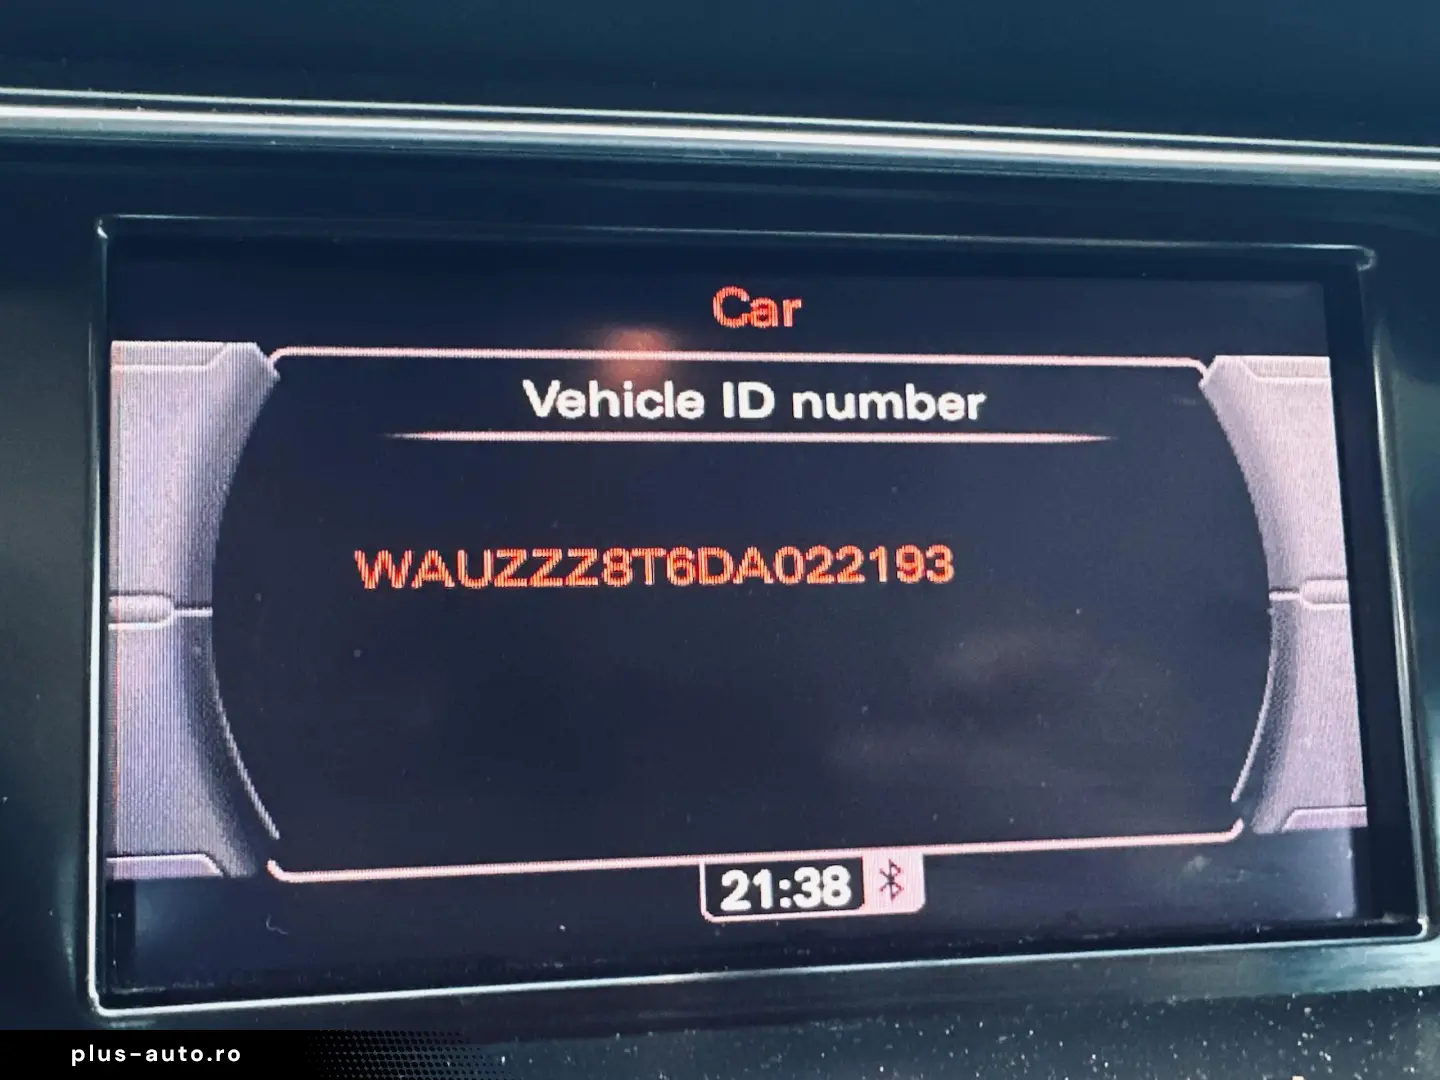 Car
Vehicle ID number
WAUZZZ8T6DA022193
21:38
plus-auto.ro